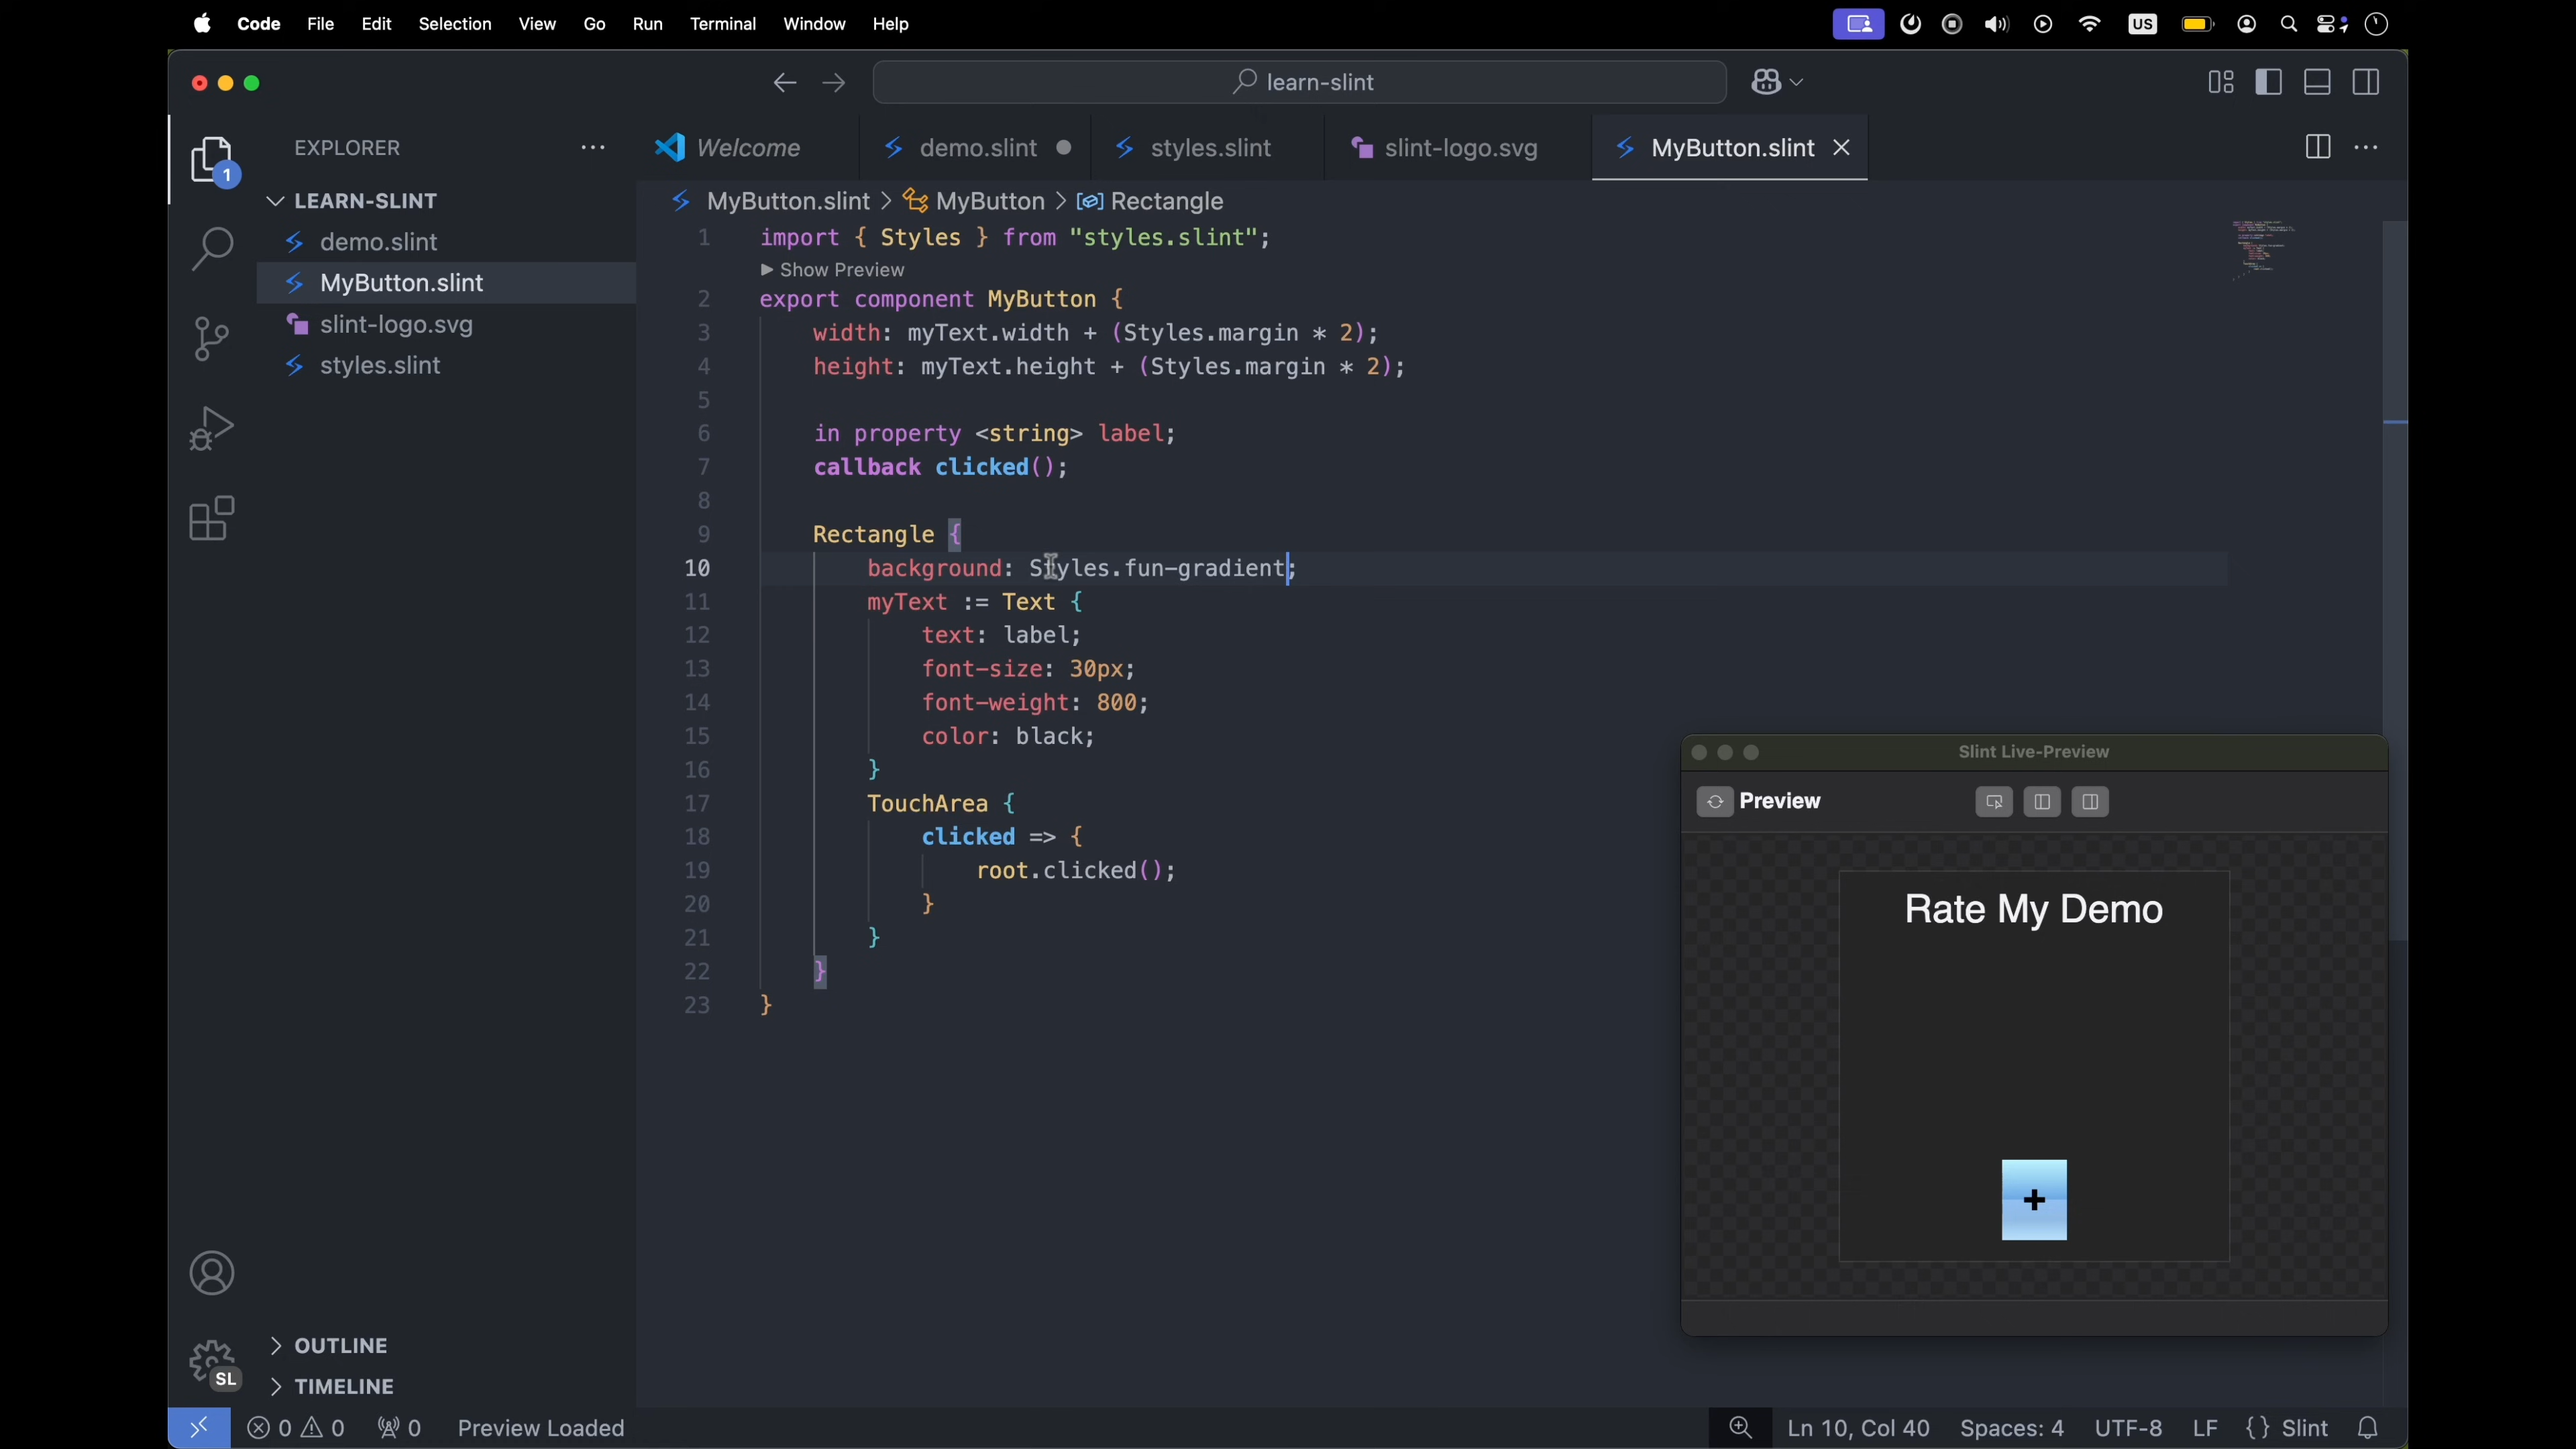 Code File Edit Selection View Go Run Terminal Window Help US
learn-slint
EXPLORER
1
Welcome
demo.slint
styles.slint
slint-logo.svg
MyButton.slint
LEARN-SLINT
demo.slint
MyButton.slint
slint-logo.svg
styles.slint
MyButton.slint > MyButton > Rectangle
1 import { Styles } from "styles.slint";
Show Preview
2 export component MyButton {
3 width: myText.width + (Styles.margin * 2);
4 height: myText.height + (Styles.margin * 2);
5
6 in property <string> label;
7 callback clicked();
8
9 Rectangle {
10 background: Styles.fun-gradient;
11 myText := Text {
12 text: label;
13 font-size: 30px;
14 font-weight: 800;
15 color: black;
16 }
17 TouchArea {
18 clicked => {
19 root.clicked();
20 }
21 }
22 }
23 }
Slint Live-Preview
Preview
Rate My Demo
+
OUTLINE
TIMELINE
SL
0 0 0 Preview Loaded
Ln 10, Col 40 Spaces: 4 UTF-8 LF {} Slint